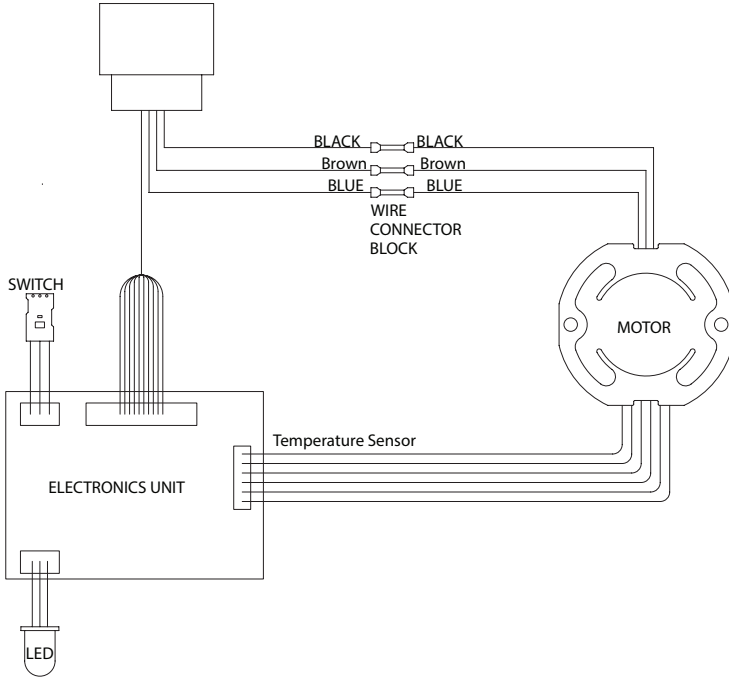 BLACK
BLACK
Brown
Brown
BLUE
BLUE
WIRE
CONNECTOR
BLOCK
SWITCH
MOTOR
Temperature Sensor
ELECTRONICS UNIT
LED